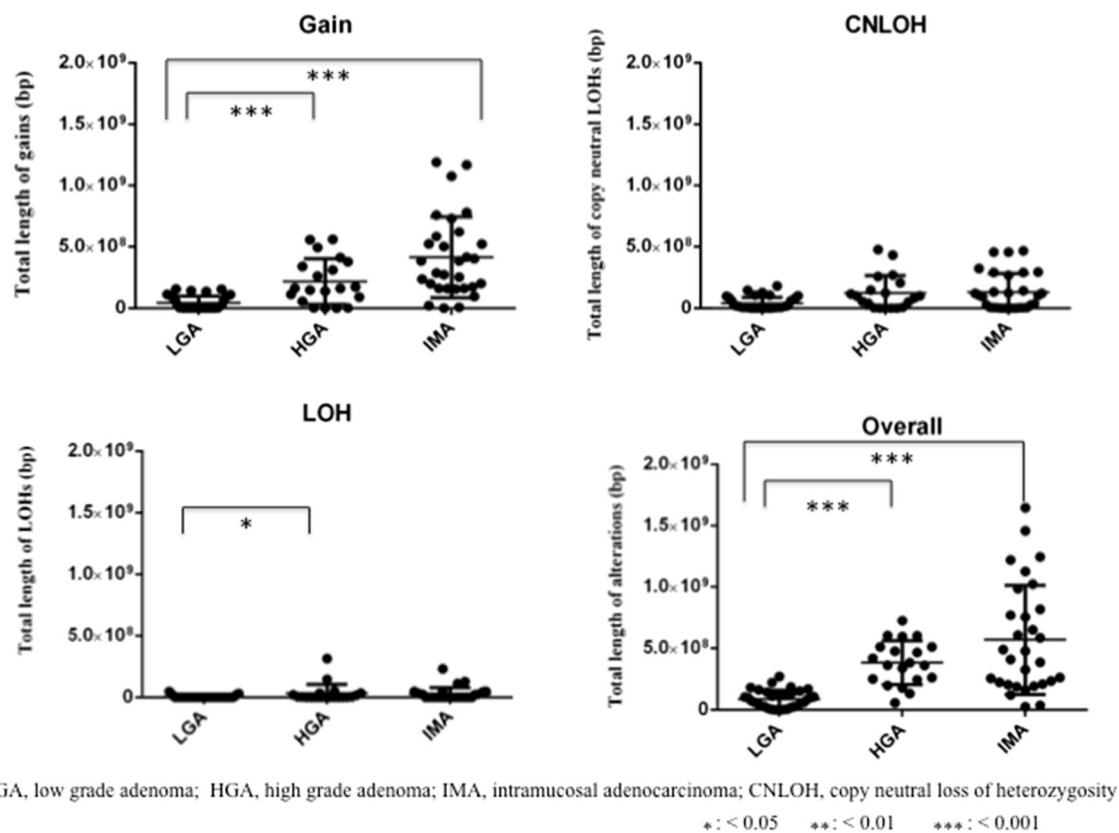 Gain
Total length of gains (bp)
2.0× 10⁹
1.5× 10⁹
1.0× 10⁹
5.0× 10⁸
0
***
***
LGA
HGA
IMA
CNLOH
Total length of copy neutral LOHs (bp)
2.0× 10⁹
1.5× 10⁹
1.0× 10⁹
5.0× 10⁸
0
LGA
HGA
IMA
LOH
Total length of LOHs (bp)
2.0× 10⁹
1.5× 10⁹
1.0× 10⁹
5.0× 10⁸
0
*
LGA
HGA
IMA
Overall
Total length of alterations (bp)
2.0× 10⁹
1.5× 10⁹
1.0× 10⁹
5.0× 10⁸
0
***
***
LGA
HGA
IMA
GA, low grade adenoma; HGA, high grade adenoma; IMA, intramucosal adenocarcinoma; CNLOH, copy neutral loss of heterozygosity
*: < 0.05 **: < 0.01 ***: < 0.001